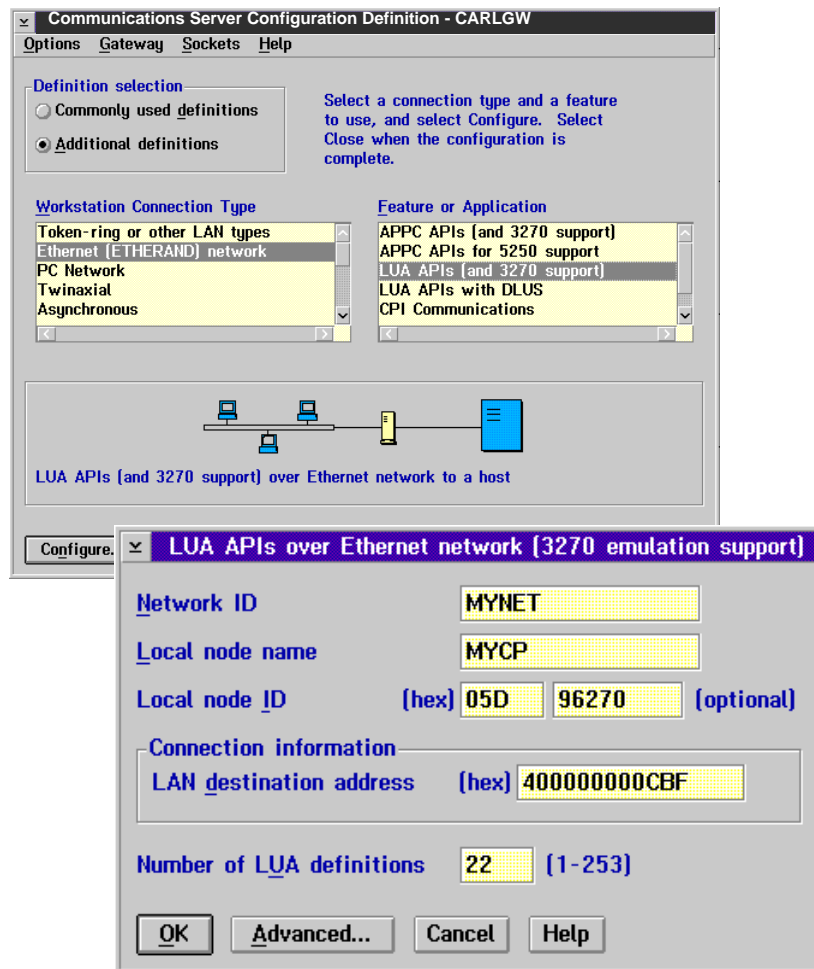 Communications Server Configuration Definition - CARLGW
Options Gateway Sockets Help
Definition selection
Commonly used definitions
Additional definitions
Select a connection type and a feature
to use, and select Configure. Select
Close when the configuration is
complete.
Workstation Connection Type
Token-ring or other LAN types
Ethernet (ETHERAND) network
PC Network
Twinaxial
Asynchronous
Feature or Application
APPC APIs (and 3270 support)
APPC APIs for 5250 support
LUA APIs (and 3270 support)
LUA APIs with DLUS
CPI Communications
LUA APIs (and 3270 support) over Ethernet network to a host
Configure.
LUA APIs over Ethernet network (3270 emulation support)
Network ID MYNET
Local node name MYCP
Local node ID (hex) 05D 96270 (optional)
Connection information
LAN destination address (hex) 400000000CBF
Number of LUA definitions 22 (1-253)
OK Advanced... Cancel Help